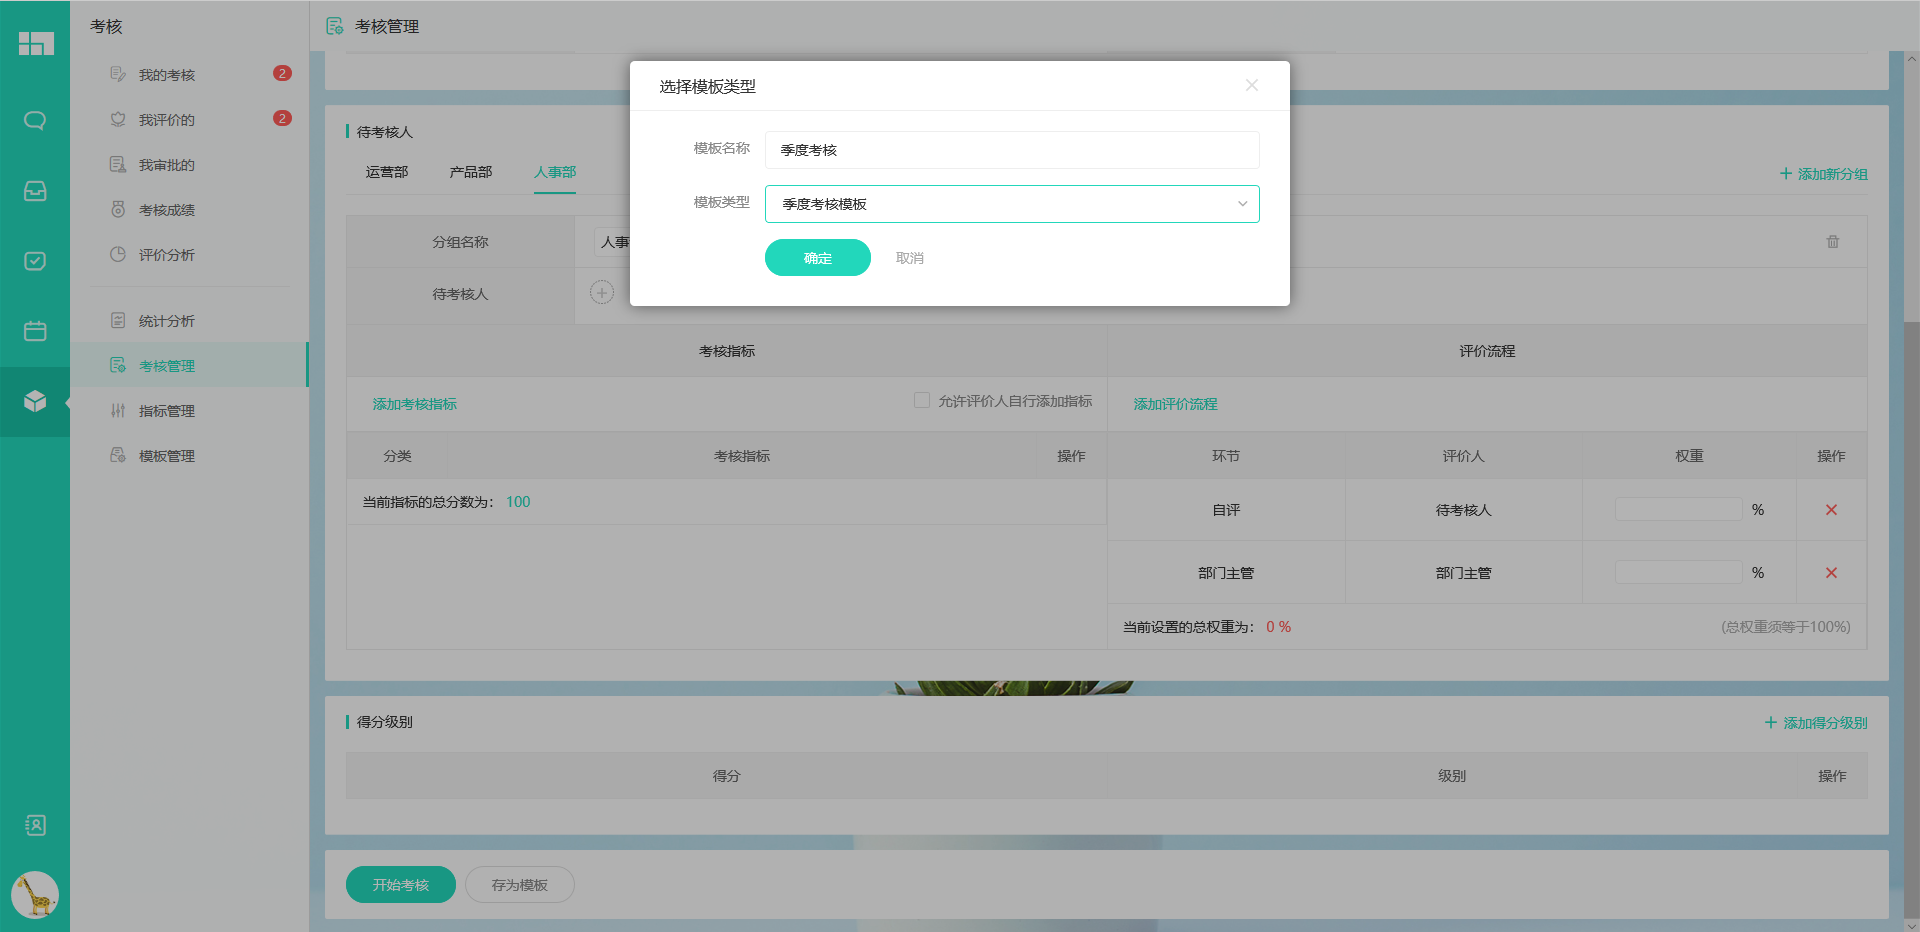 考核
考核管理
我的考核
2
我评价的
2
我审批的
考核成绩
评价分析
统计分析
考核管理
指标管理
模板管理
选择模板类型
模板名称
季度考核
模板类型
季度考核模板
确定
取消
待考核人
运营部
产品部
人事部
添加新分组
分组名称
人事
待考核人
考核指标
评价流程
添加考核指标
允许评价人自行添加指标
添加评价流程
分类
考核指标
操作
环节
评价人
权重
操作
当前指标的总分数为： 100
自评
待考核人
%
部门主管
部门主管
%
当前设置的总权重为： 0 %
(总权重须等于100%)
得分级别
添加得分级别
得分
级别
操作
开始考核
存为模板